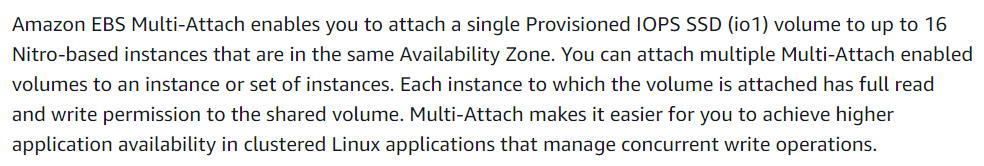 Amazon EBS Multi-Attach enables you to attach a single Provisioned IOPS SSD (io1) volume to up to 16
Nitro-based instances that are in the same Availability Zone. You can attach multiple Multi-Attach enabled
volumes to an instance or set of instances. Each instance to which the volume is attached has full read
and write permission to the shared volume. Multi-Attach makes it easier for you to achieve higher
application availability in clustered Linux applications that manage concurrent write operations.